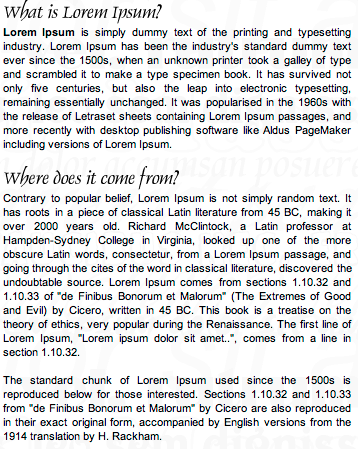 What is Lorem Ipsum?
Lorem Ipsum is simply dummy text of the printing and typesetting
industry. Lorem Ipsum has been the industry's standard dummy text
ever since the 1500s, when an unknown printer took a galley of type
and scrambled it to make a type specimen book. It has survived not
only five centuries, but also the leap into electronic typesetting,
remaining essentially unchanged. It was popularised in the 1960s with
the release of Letraset sheets containing Lorem Ipsum passages, and
more recently with desktop publishing software like Aldus PageMaker
including versions of Lorem Ipsum.
Where does it come from?
Contrary to popular belief, Lorem Ipsum is not simply random text. It
has roots in a piece of classical Latin literature from 45 BC, making it
over 2000 years old. Richard McClintock, a Latin professor at
Hampden-Sydney College in Virginia, looked up one of the more
obscure Latin words, consectetur, from a Lorem Ipsum passage, and
going through the cites of the word in classical literature, discovered the
undoubtable source. Lorem Ipsum comes from sections 1.10.32 and
1.10.33 of "de Finibus Bonorum et Malorum" (The Extremes of Good
and Evil) by Cicero, written in 45 BC. This book is a treatise on the
theory of ethics, very popular during the Renaissance. The first line of
Lorem Ipsum, "Lorem ipsum dolor sit amet..", comes from a line in
section 1.10.32.
The standard chunk of Lorem Ipsum used since the 1500s is
reproduced below for those interested. Sections 1.10.32 and 1.10.33
from "de Finibus Bonorum et Malorum" by Cicero are also reproduced
in their exact original form, accompanied by English versions from the
1914 translation by H. Rackham.